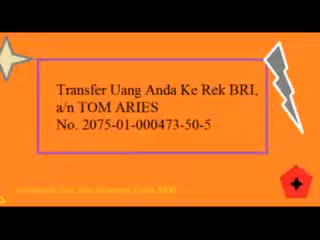 Transfer Uang Anda Ke Rek BRI,
a/n TOM ARIES
No. 2075-01-000473-50-5